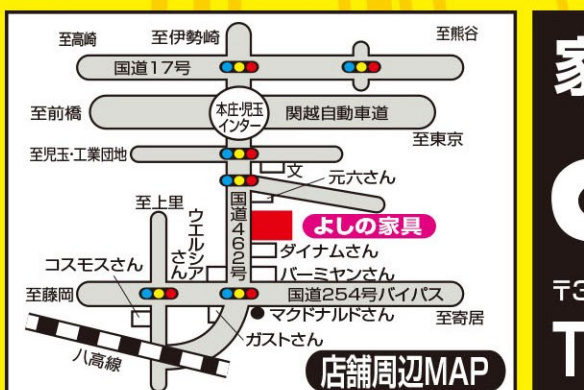 至高崎
至伊勢崎
至熊谷
国道17号
至前橋
本庄・児玉
インター
関越自動車道
至東京
至児玉・工業団地
文
元六さん
至上里
ウエルシア
さん
国道462号
よしの家具
ダイナムさん
コスモスさん
バーミヤンさん
至藤岡
国道254号バイパス
マクドナルドさん
至寄居
ガストさん
八高線
店舗周辺MAP
〒3
T